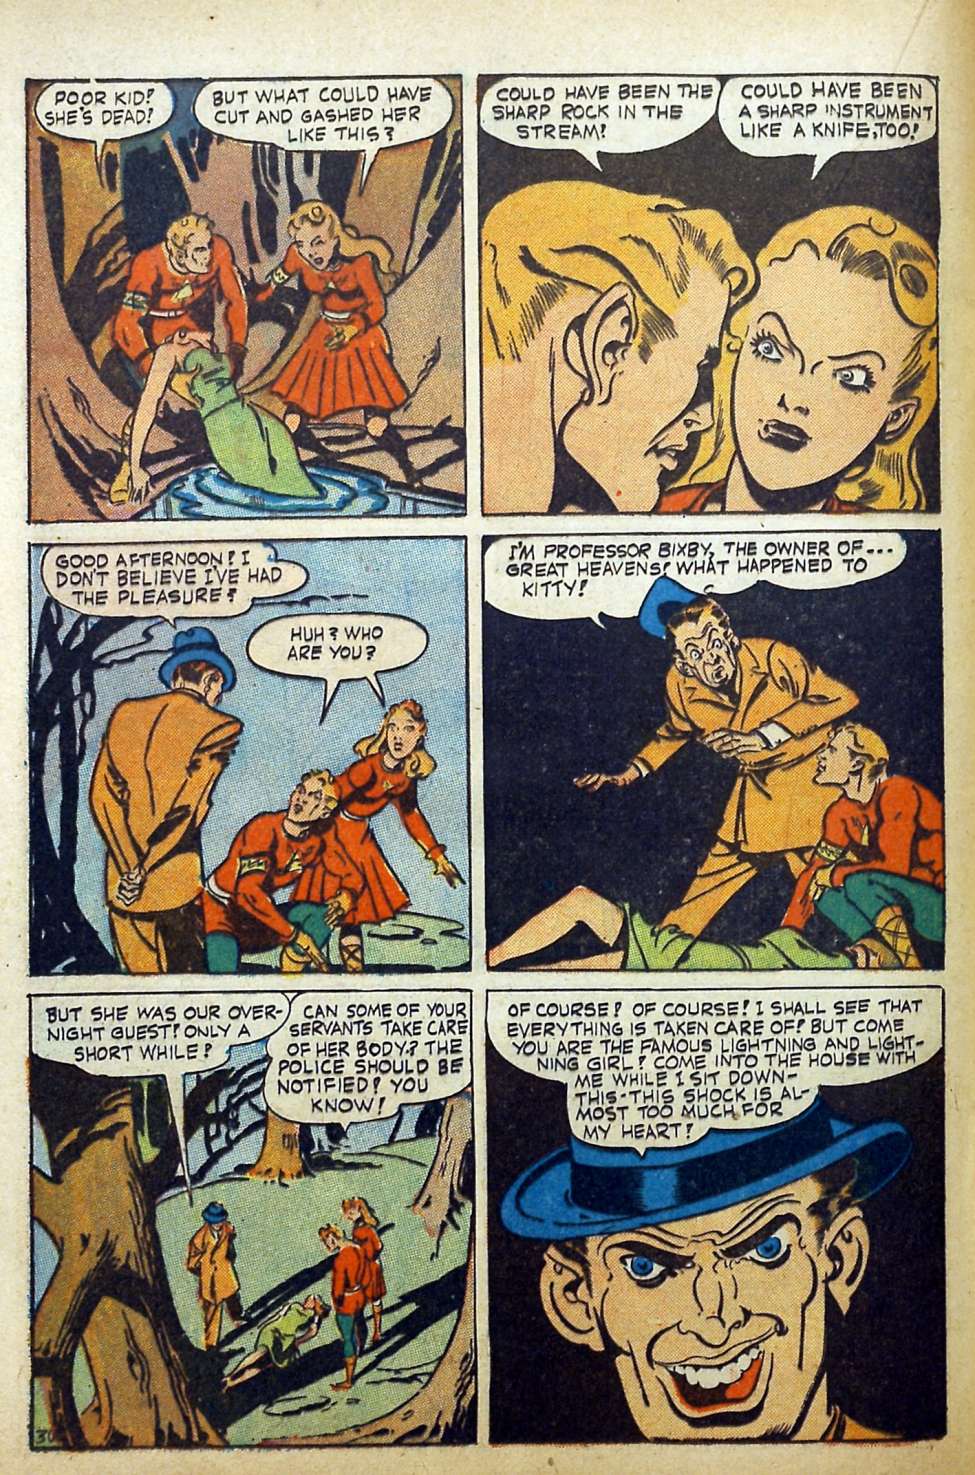 POOR KID!
SHE'S DEAD!
BUT WHAT COULD HAVE
CUT AND GASHED HER
LIKE THIS?
COULD HAVE BEEN THE
SHARP ROCK IN THE
STREAM!
COULD HAVE BEEN
A SHARP INSTRUMENT
LIKE A KNIFE, TOO!
GOOD AFTERNOON! I
DON'T BELIEVE I'VE HAD
THE PLEASURE?
HUH? WHO
ARE YOU?
I'M PROFESSOR BIXBY, THE OWNER OF---
GREAT HEAVENS! WHAT HAPPENED TO
KITTY!
BUT SHE WAS OUR OVER-
NIGHT GUEST! ONLY A
SHORT WHILE?
CAN SOME OF YOUR
SERVANTS TAKE CARE
OF HER BODY? THE
POLICE SHOULD BE
NOTIFIED! YOU
KNOW!
OF COURSE! OF COURSE! I SHALL SEE THAT
EVERYTHING IS TAKEN CARE OF! BUT COME
YOU ARE THE FAMOUS LIGHTNING AND LIGHT-
NING GIRL! COME INTO THE HOUSE WITH
ME WHILE I SIT DOWN-
THIS-THIS SHOCK IS AL-
MOST TOO MUCH FOR
MY HEART!